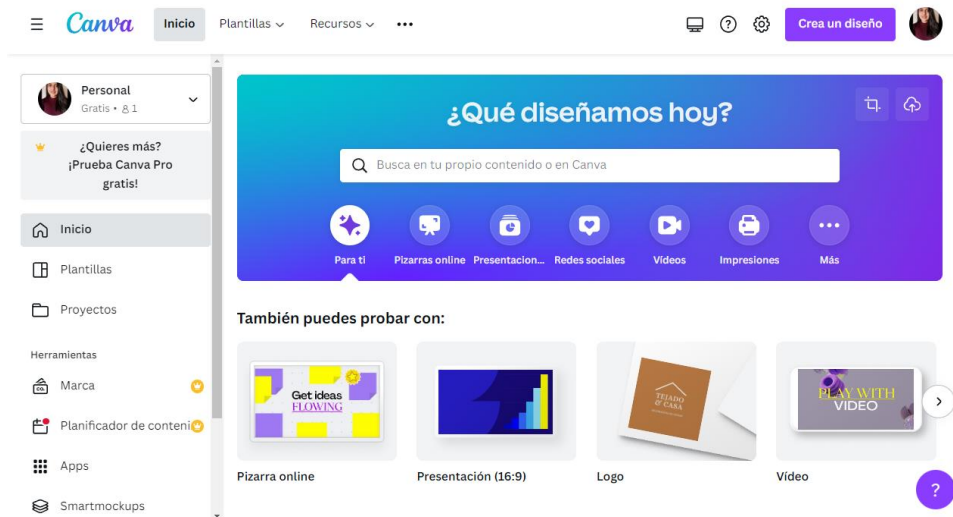 Canva
Inicio
Plantillas
Recursos
Crea un diseño
Personal
Gratis • 1
¿Quieres más?
¡Prueba Canva Pro
gratis!
Inicio
Plantillas
Proyectos
Herramientas
Marca
Planificador de conteni
Apps
Smartmockups
¿Qué diseñamos hoy?
Busca en tu propio contenido o en Canva
Para ti
Pizarras online
Presentacion...
Redes sociales
Vídeos
Impresiones
Más
También puedes probar con:
Get ideas
FLOWING
TEJADO
& CASA
PLAY WITH
VIDEO
Pizarra online
Presentación (16:9)
Logo
Vídeo
?